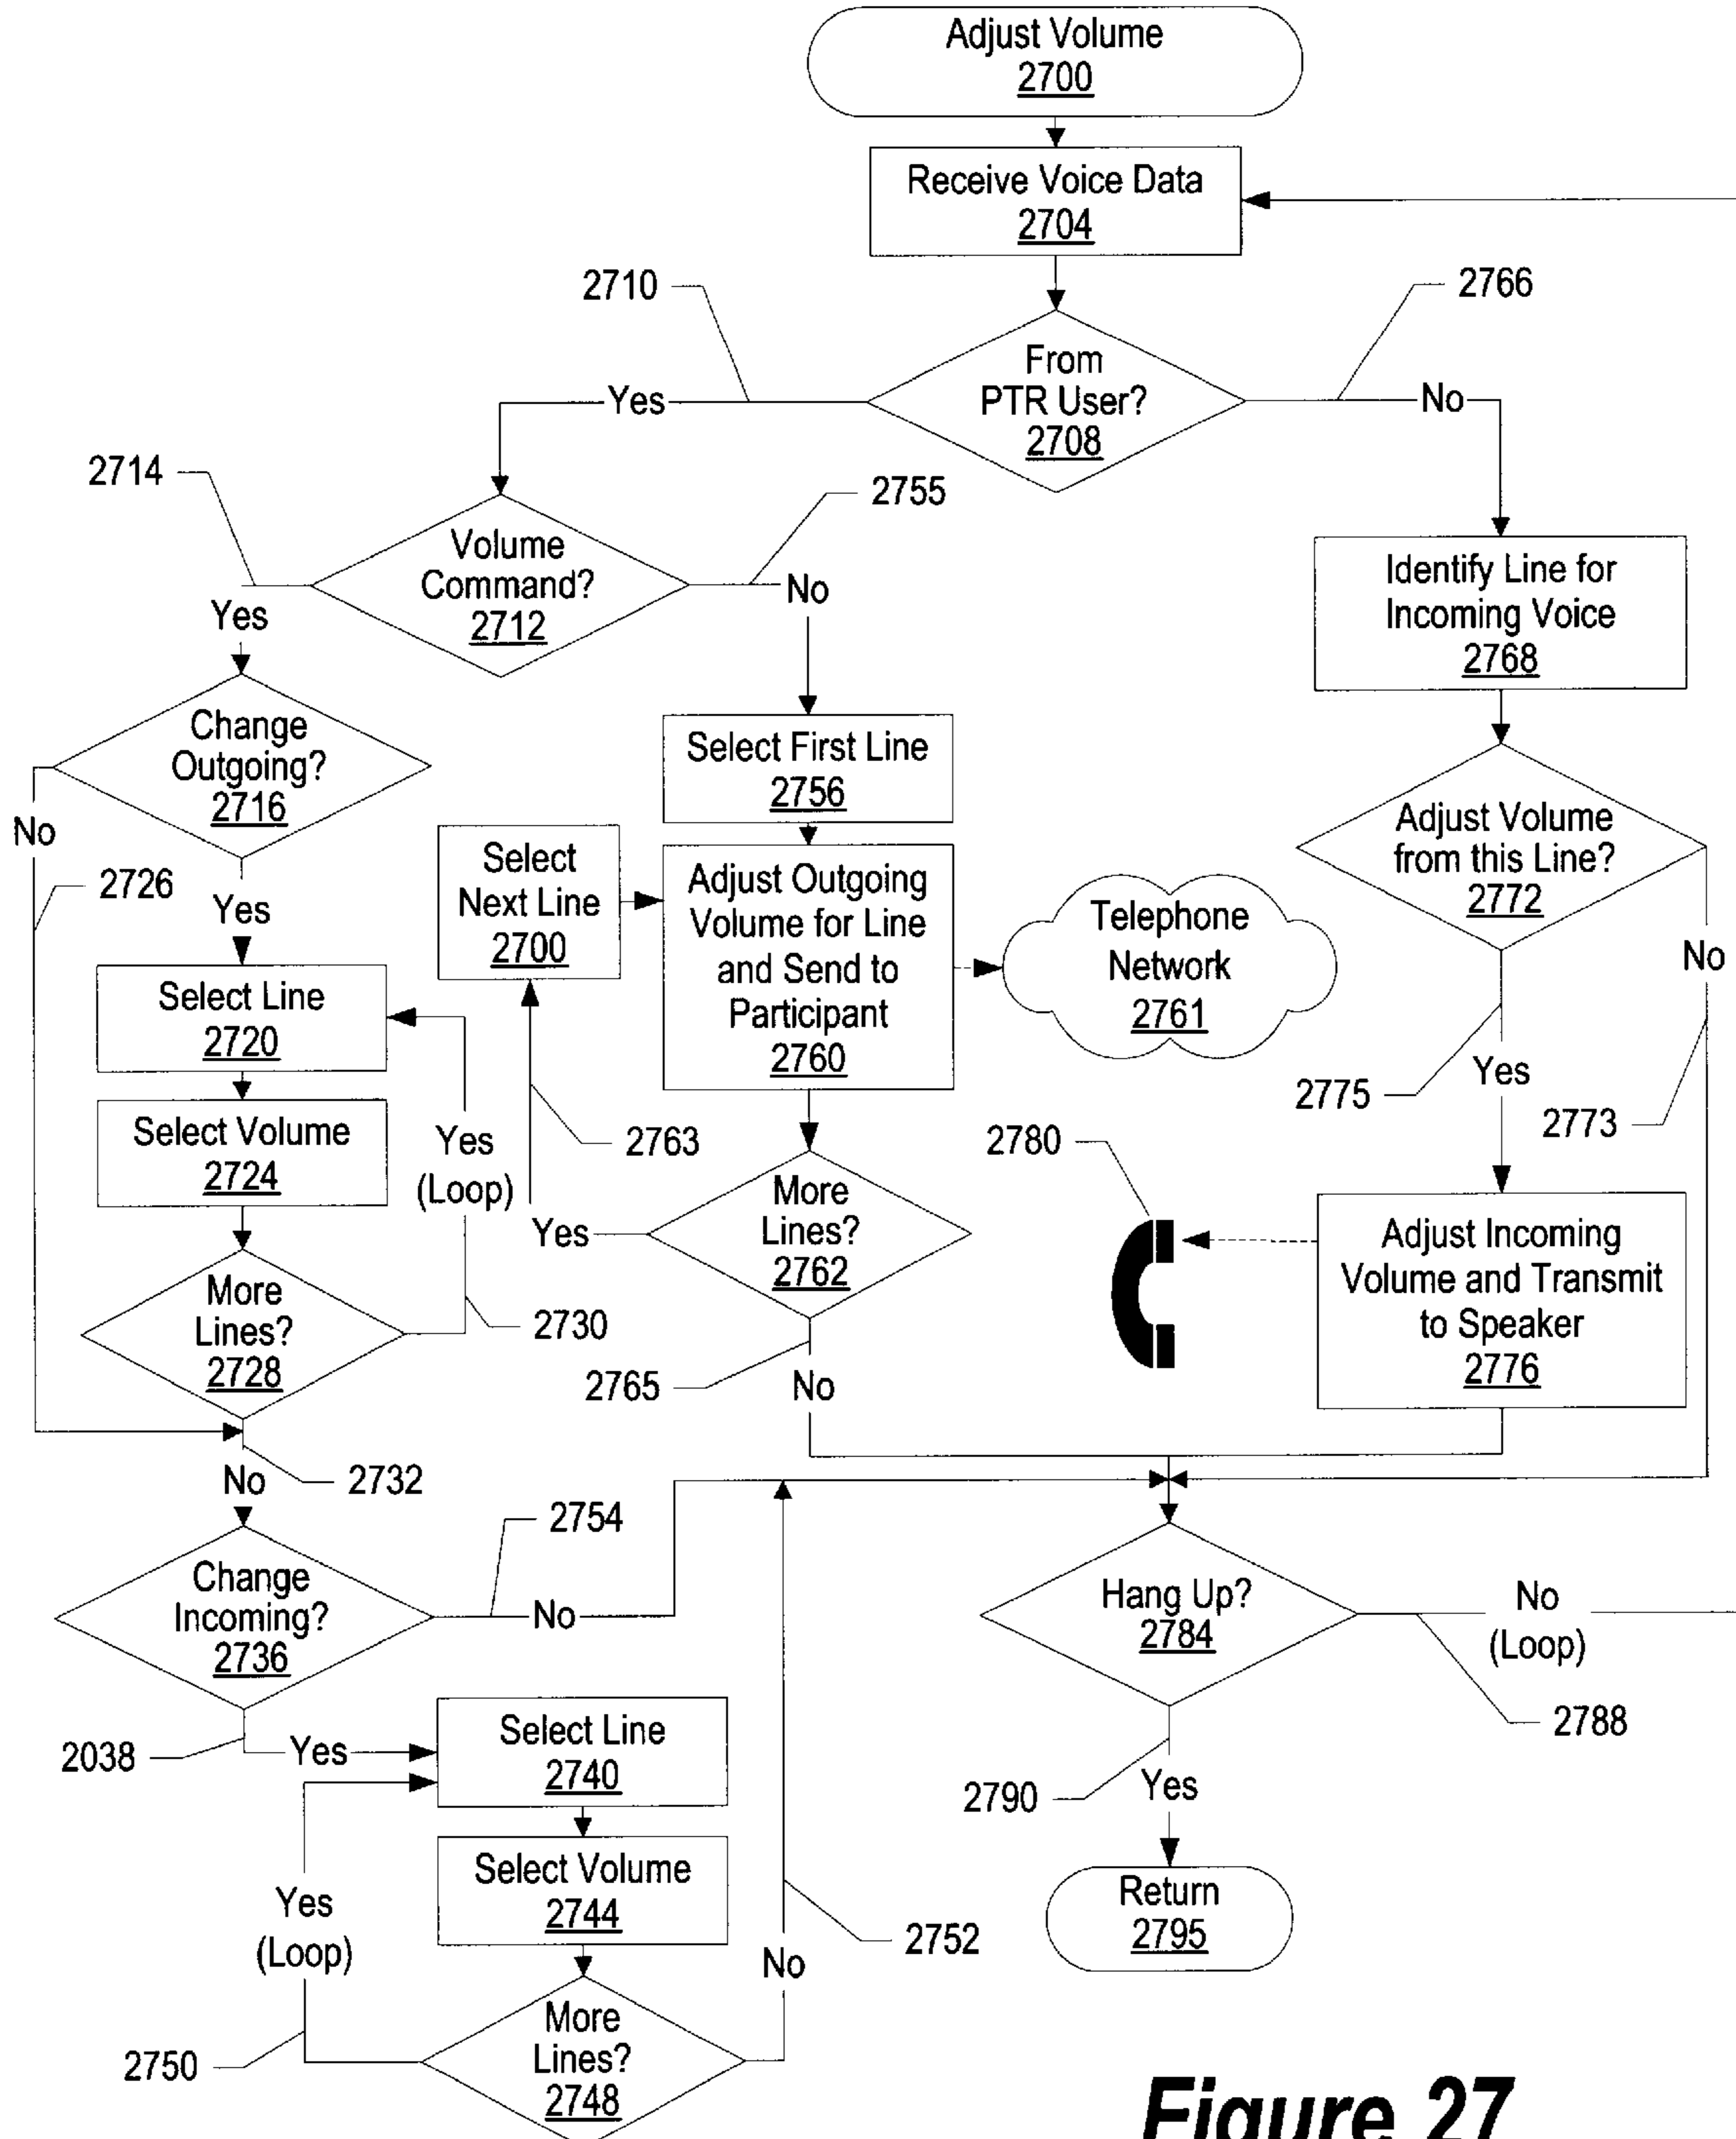 Adjust Volume
2700
Receive Voice Data
2704
2710
2766
From
PTR User?
2708
Yes
No
2714
2755
Volume
Command?
2712
No
Yes
Identify Line for
Incoming Voice
2768
Change
Outgoing?
2716
No
2726
Yes
Select First Line
2756
Select
Next Line
2700
Adjust Outgoing
Volume for Line
and Send to
Participant
2760
Telephone
Network
2761
Adjust Volume
from this Line?
2772
No
2775
Yes
2773
Select Line
2720
Select Volume
2724
Yes
(Loop)
2763
2780
More
Lines?
2728
2730
Yes
More
Lines?
2762
2765
No
Adjust Incoming
Volume and Transmit
to Speaker
2776
No
2732
2754
Change
Incoming?
2736
No
Hang Up?
2784
No
(Loop)
2788
2038
Yes
Select Line
2740
2790
Yes
Select Volume
2744
Yes
(Loop)
2752
No
Return
2795
2750
More
Lines?
2748
Figure 27